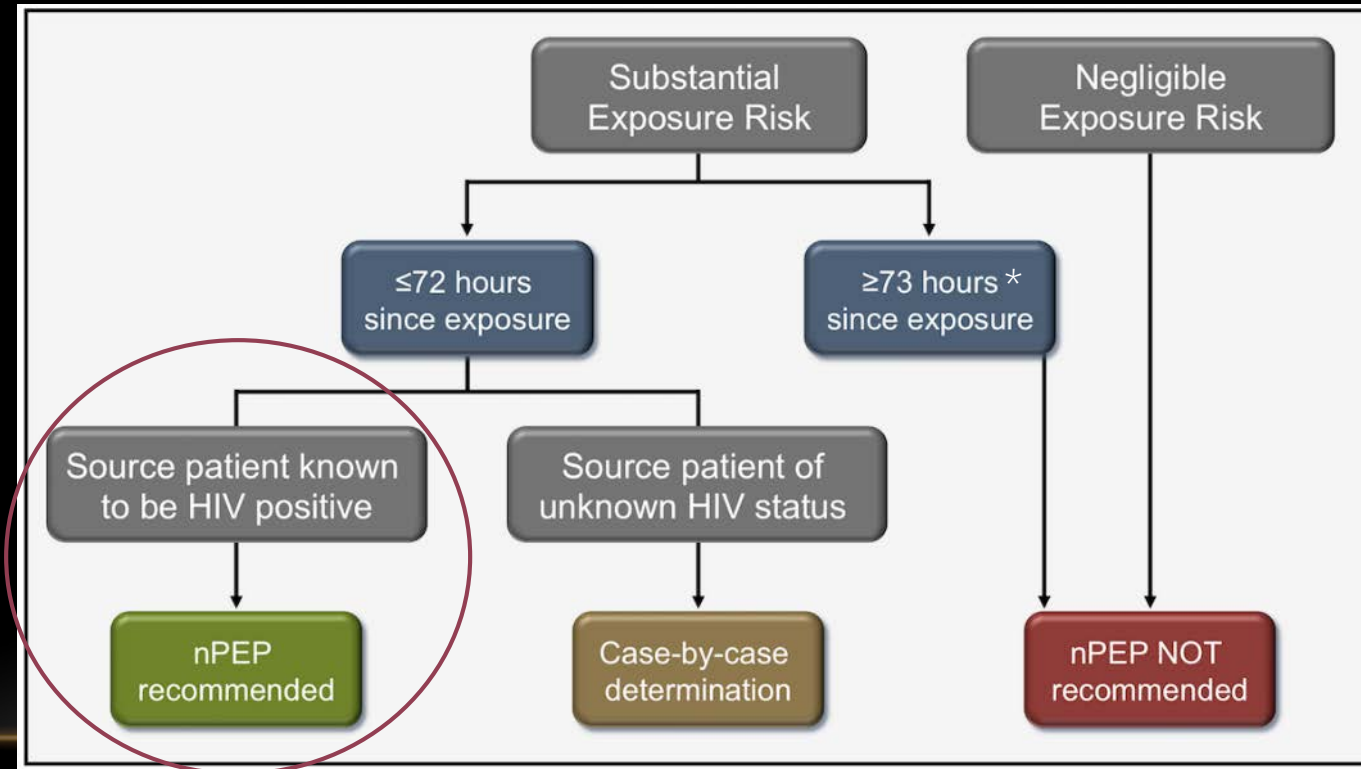 Substantial
Exposure Risk
Negligible
Exposure Risk
≤72 hours
since exposure
≥73 hours *
since exposure
Source patient known
to be HIV positive
Source patient of
unknown HIV status
nPEP
recommended
Case-by-case
determination
nPEP NOT
recommended